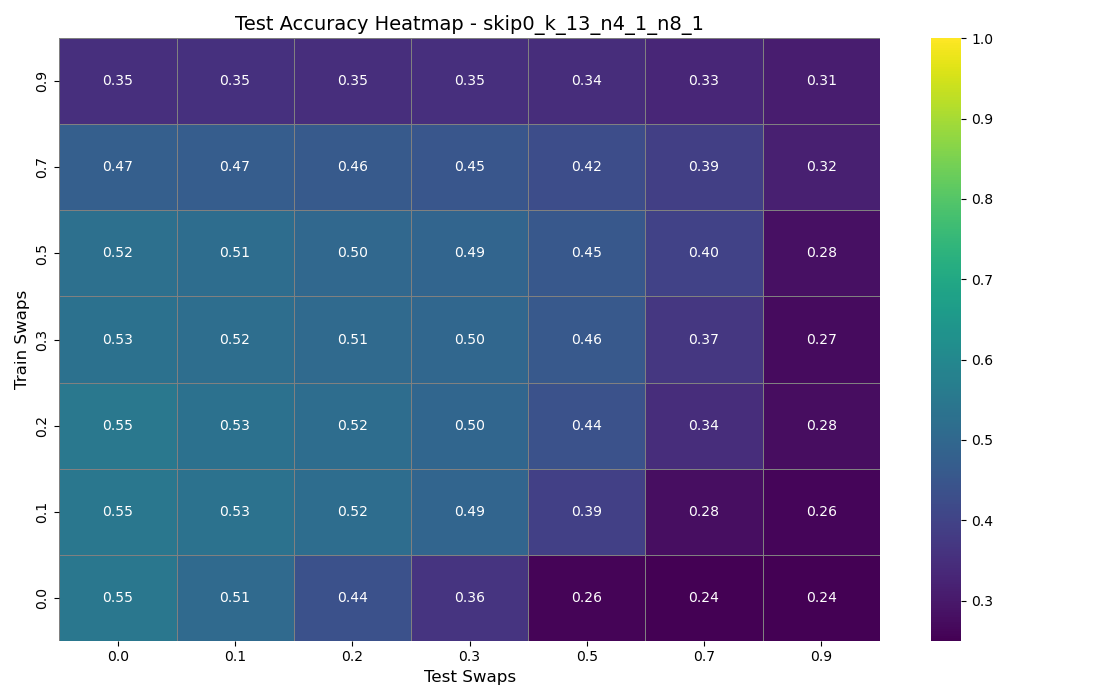 Test Accuracy Heatmap - skip0_k_13_n4_1_n8_1
Train Swaps
0.9 0.35 0.35 0.35 0.35 0.34 0.33 0.31
0.7 0.47 0.47 0.46 0.45 0.42 0.39 0.32
0.5 0.52 0.51 0.50 0.49 0.45 0.40 0.28
0.3 0.53 0.52 0.51 0.50 0.46 0.37 0.27
0.2 0.55 0.53 0.52 0.50 0.44 0.34 0.28
0.1 0.55 0.53 0.52 0.49 0.39 0.28 0.26
0.0 0.55 0.51 0.44 0.36 0.26 0.24 0.24
0.0 0.1 0.2 0.3 0.5 0.7 0.9
Test Swaps
1.0
0.9
0.8
0.7
0.6
0.5
0.4
0.3